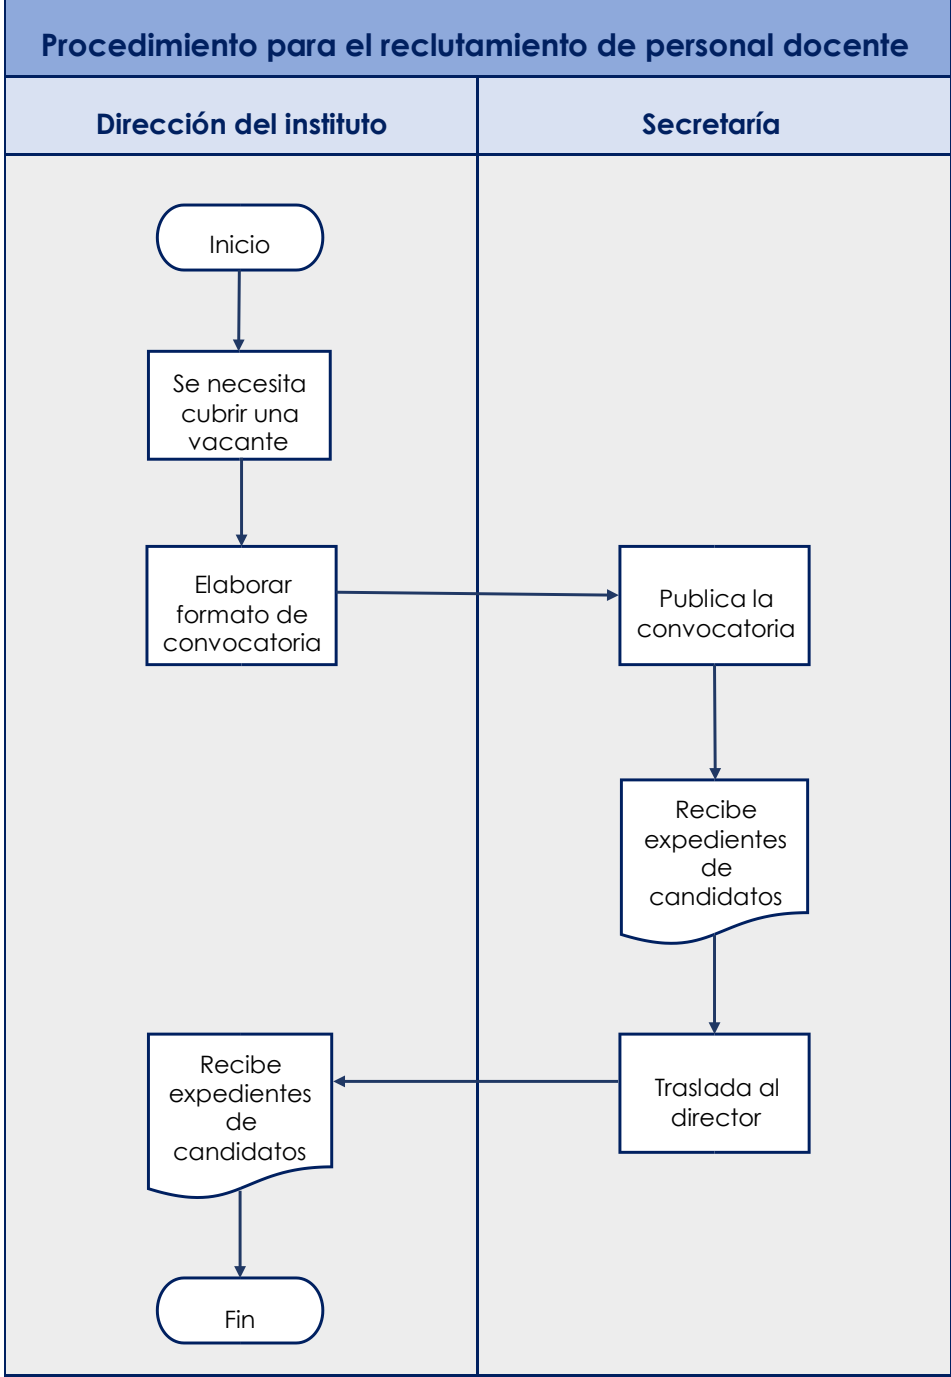 Procedimiento para el reclutamiento de personal docente
Dirección del instituto
Secretaría
Inicio
Se necesita
cubrir una
vacante
Elaborar
formato de
convocatoria
Publica la
convocatoria
Recibe
expedientes
de
candidatos
Traslada al
director
Recibe
expedientes
de
candidatos
Fin